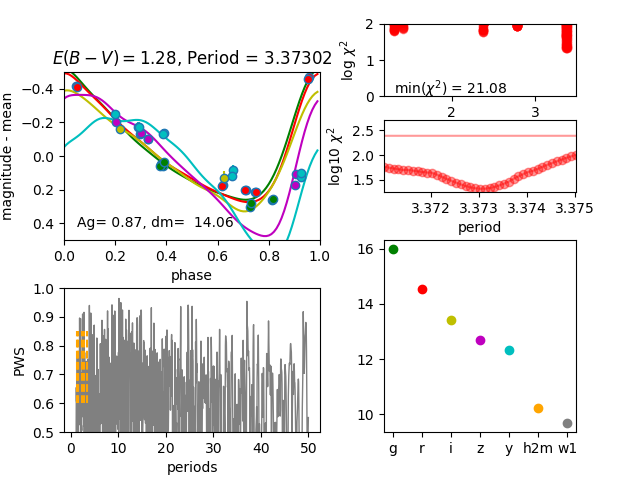 E(B − V) = 1.28, Period = 3.37302
magnitude - mean
−0.4
−0.2
0.0
0.2
0.4
Ag= 0.87, dm=  14.06
0.0 0.2 0.4 0.6 0.8 1.0
phase
log χ²
2
1
0
min(χ²) = 21.08
2 3
log10 χ²
2.5
2.0
1.5
3.372 3.373 3.374 3.375
period
PWS
1.0
0.9
0.8
0.7
0.6
0.5
0 10 20 30 40 50
periods
16
14
12
10
g r i z y h2m w1